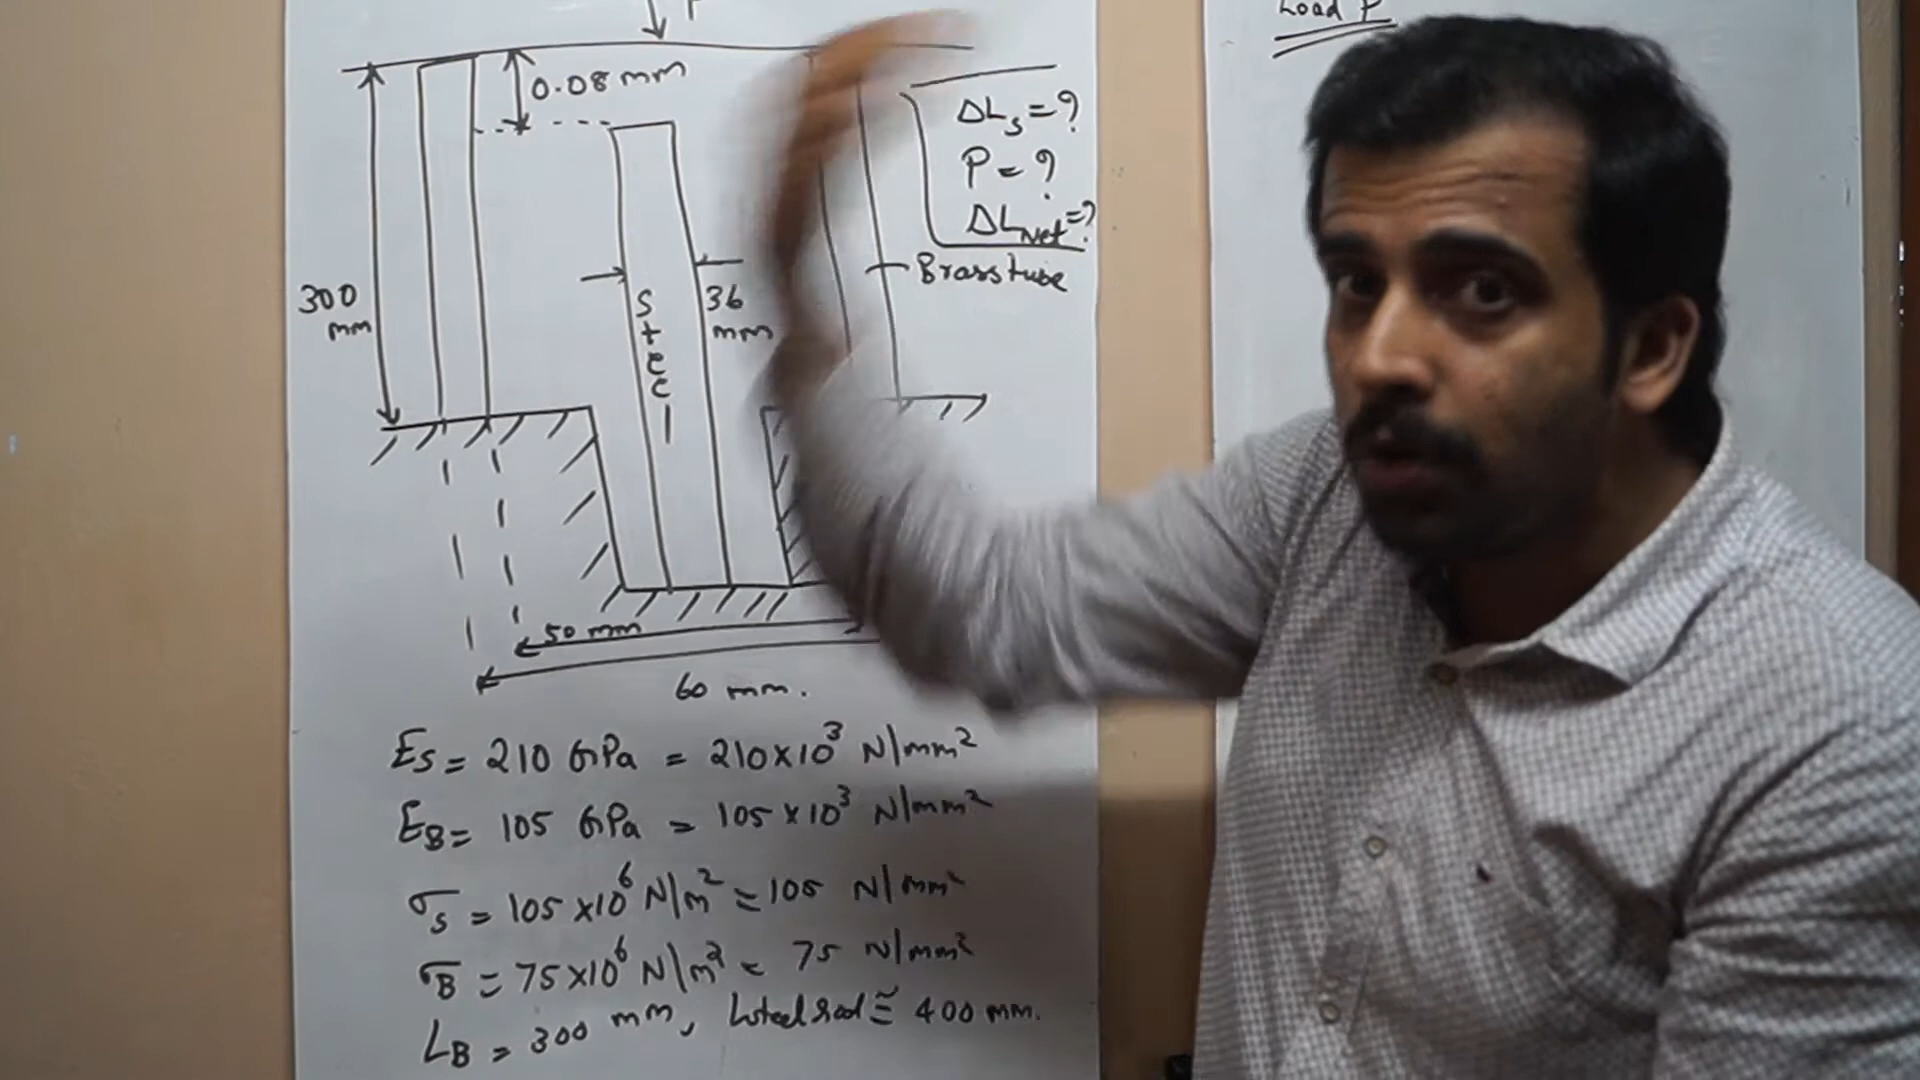 P
Load P
0.08 mm
ΔLs = ?
P = ?
ΔLNet = ?
Brass tube
300
mm
Steel
36
mm
50 mm
60 mm.
ES = 210 GPa = 210×10³ N/mm²
EB = 105 GPa = 105×10³ N/mm²
σS = 105×10⁶ N/m² = 105 N/mm²
σB = 75×10⁶ N/m² = 75 N/mm²
LB = 300 mm, Lsteel rod ≅ 400 mm.